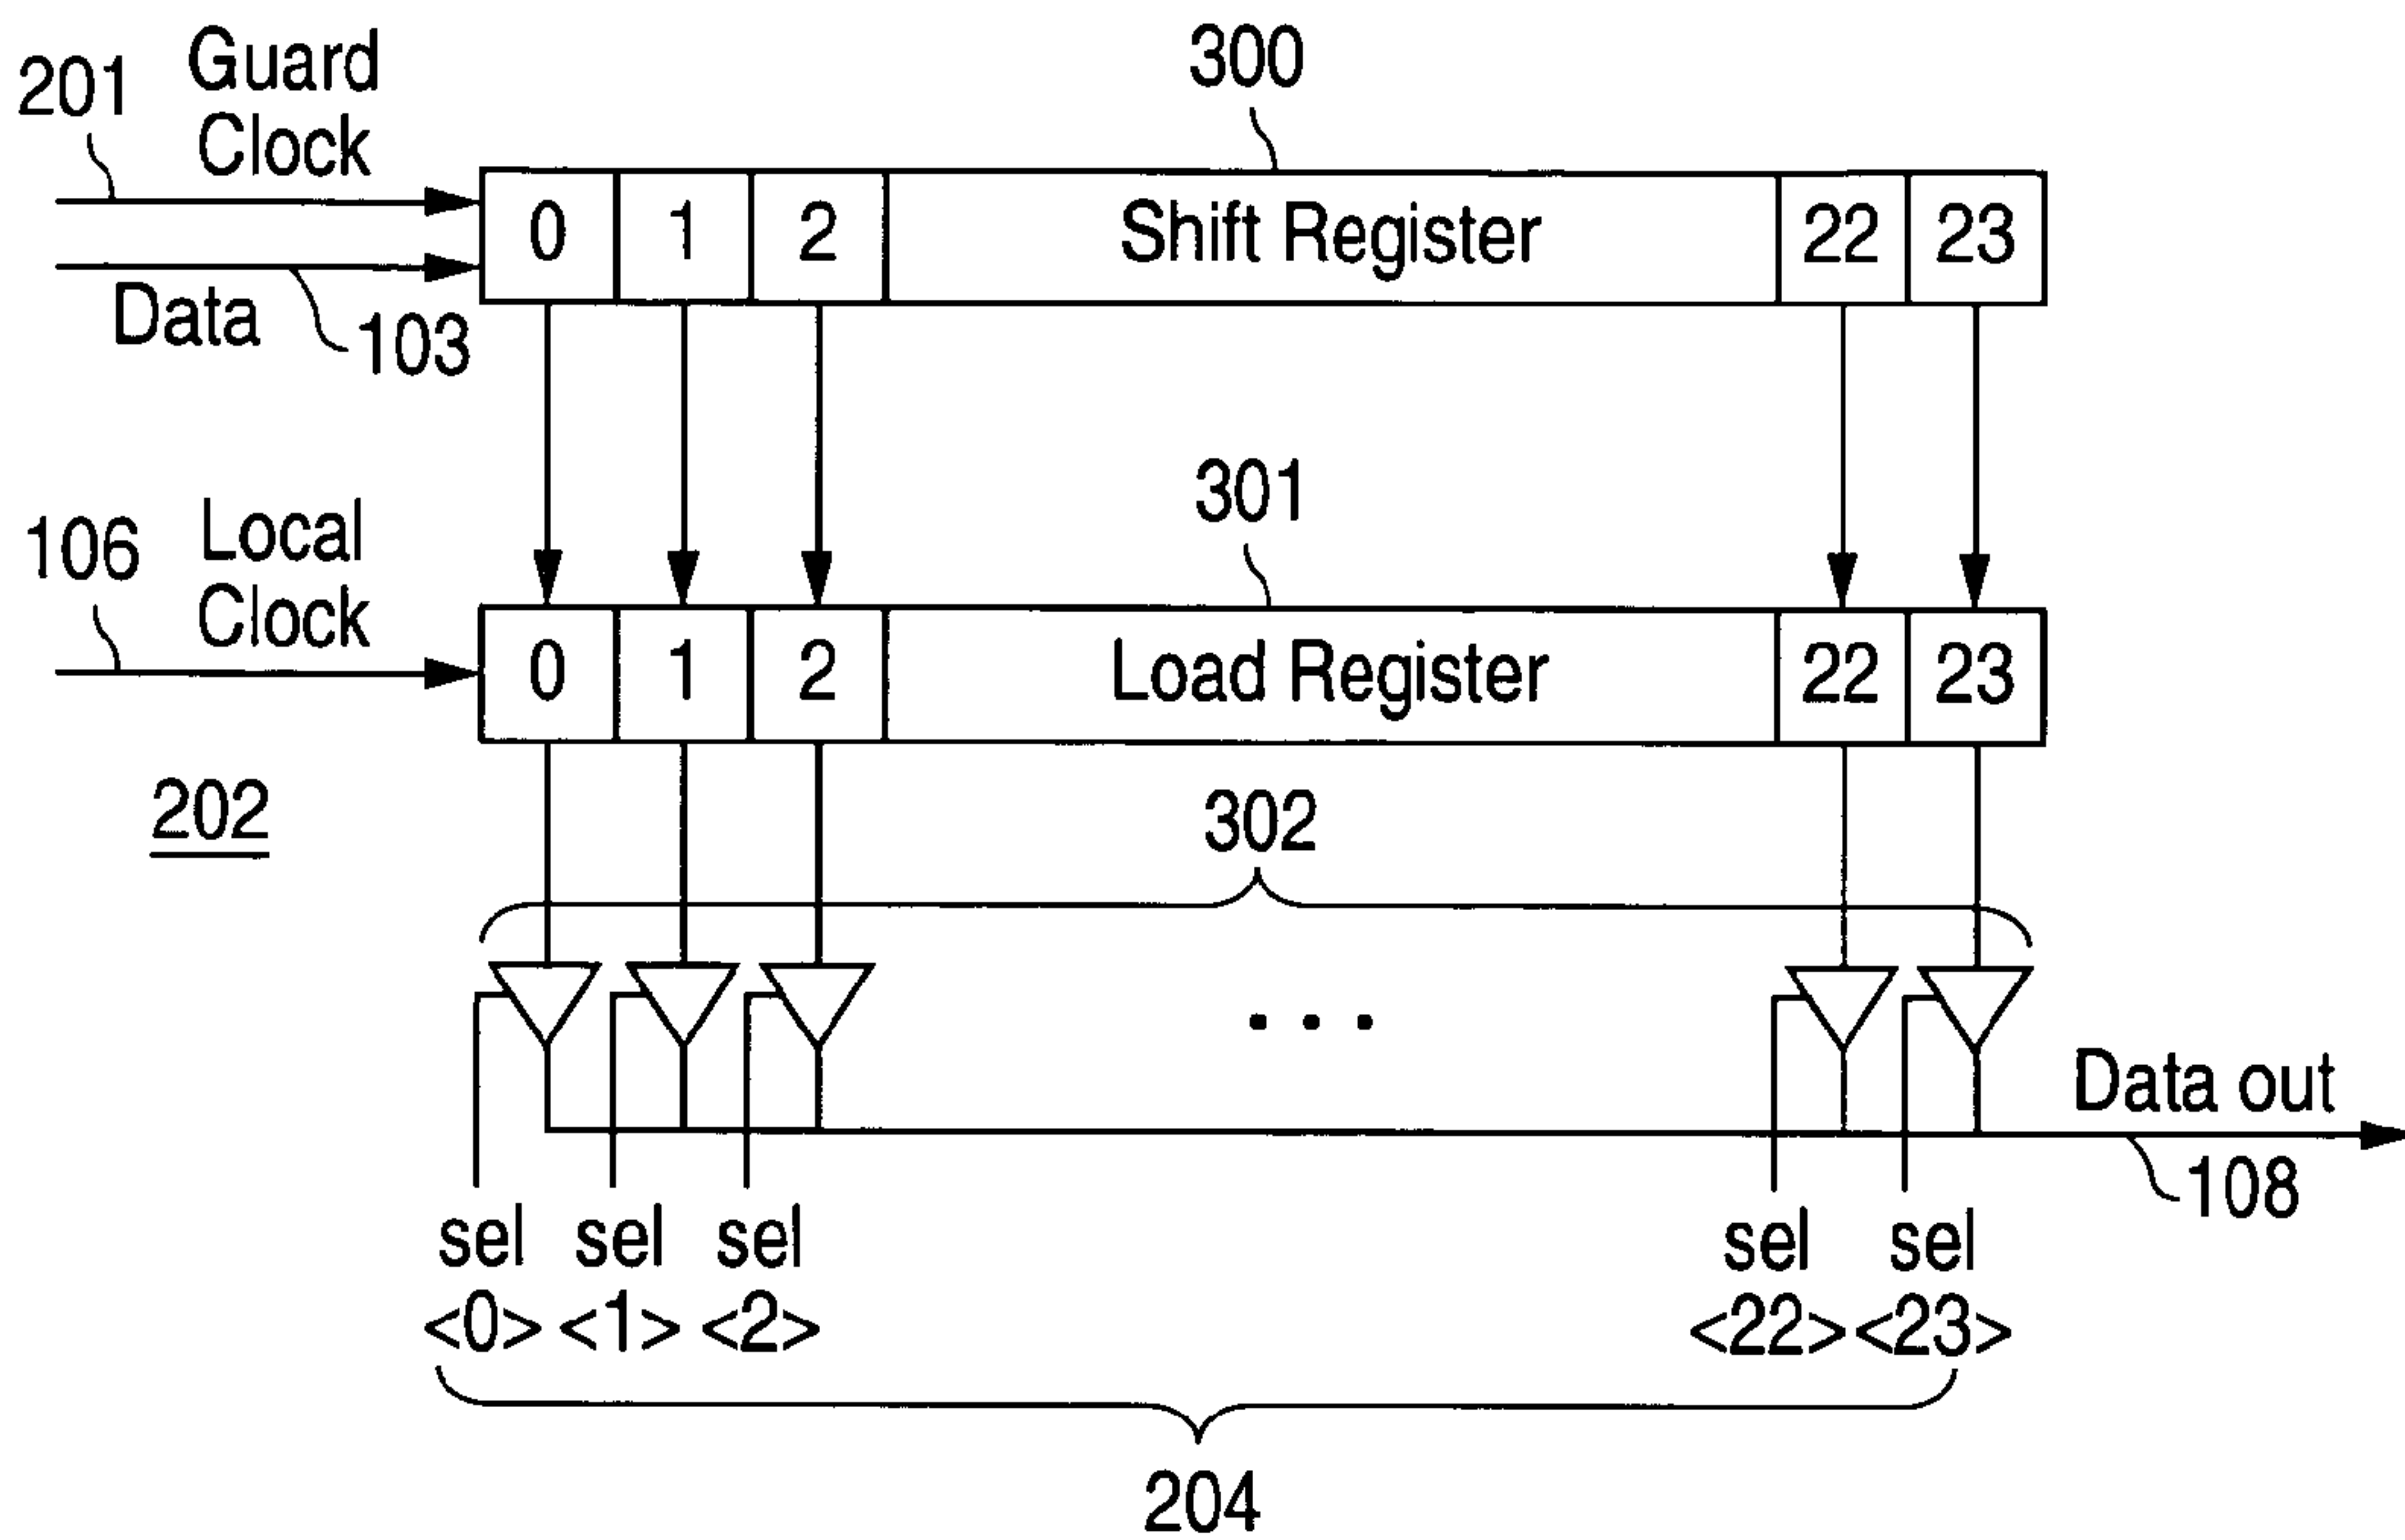 300
201 Guard
Clock
0 1 2 Shift Register 22 23
Data
103
301
106 Local
Clock
0 1 2 Load Register 22 23
202
302
. . .
Data out
108
sel sel sel sel sel
<0> <1> <2> <22> <23>
204